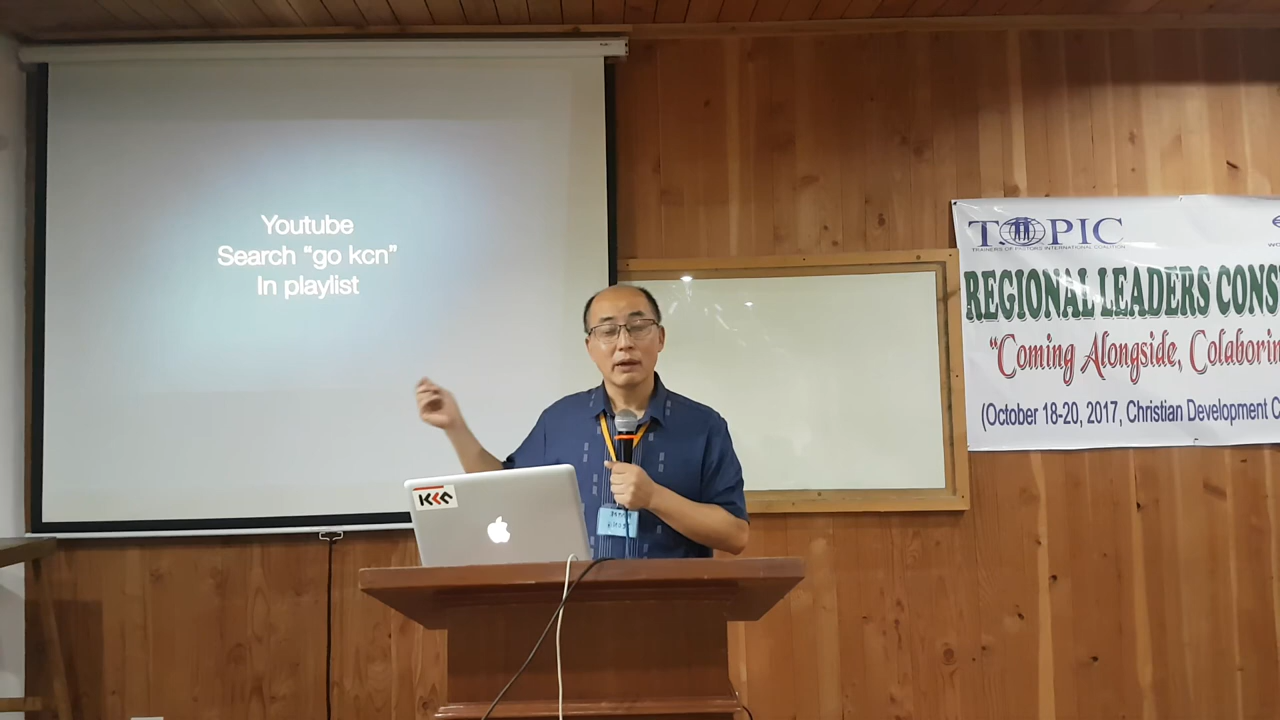 Youtube
Search “go kcn”
In playlist
TOPIC
TRAINERS OF PASTORS INTERNATIONAL COALITION
REGIONAL LEADERS CONS
“Coming Alongside, Colaborin
(October 18-20, 2017, Christian Development C
kcn